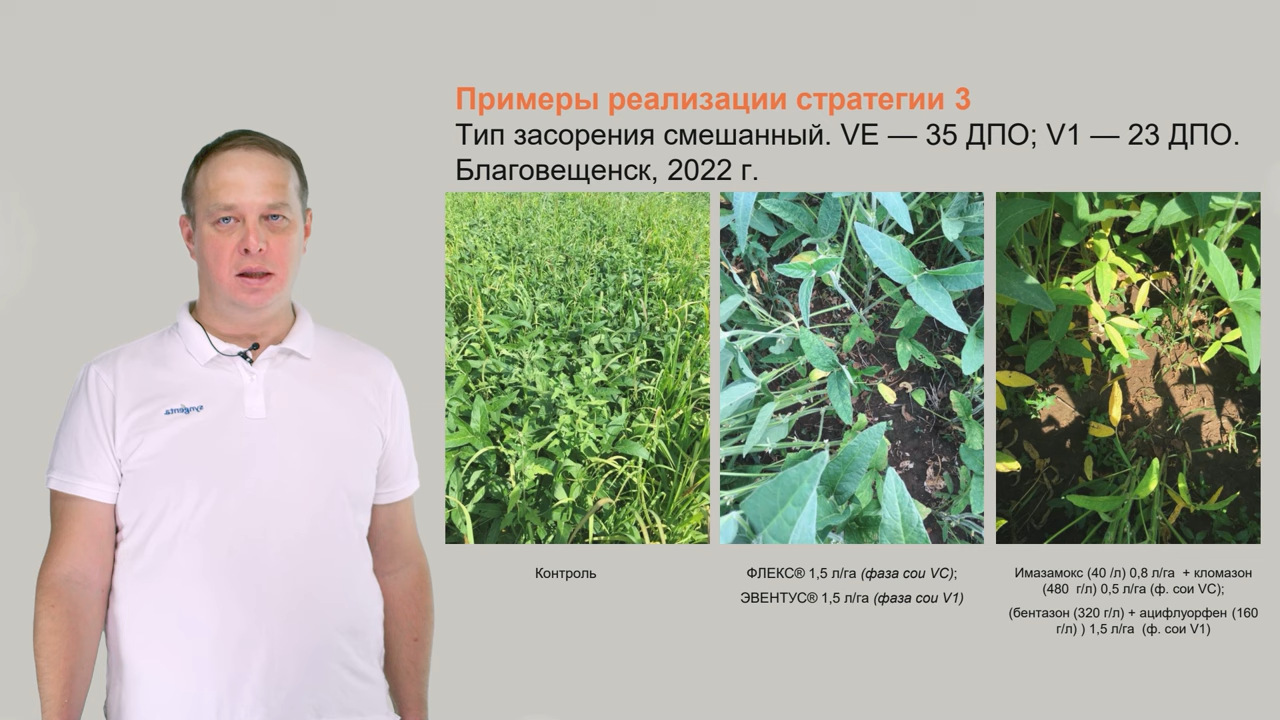 Примеры реализации стратегии 3
Тип засорения смешанный. VE — 35 ДПО; V1 — 23 ДПО.
Благовещенск, 2022 г.
syngenta
Контроль
ФЛЕКС® 1,5 л/га (фаза сои VC);
ЭВЕНТУС® 1,5 л/га (фаза сои V1)
Имазамокс (40 /л) 0,8 л/га + кломазон
(480 г/л) 0,5 л/га (ф. сои VC);
(бентазон (320 г/л) + ацифлуорфен (160
г/л) ) 1,5 л/га (ф. сои V1)